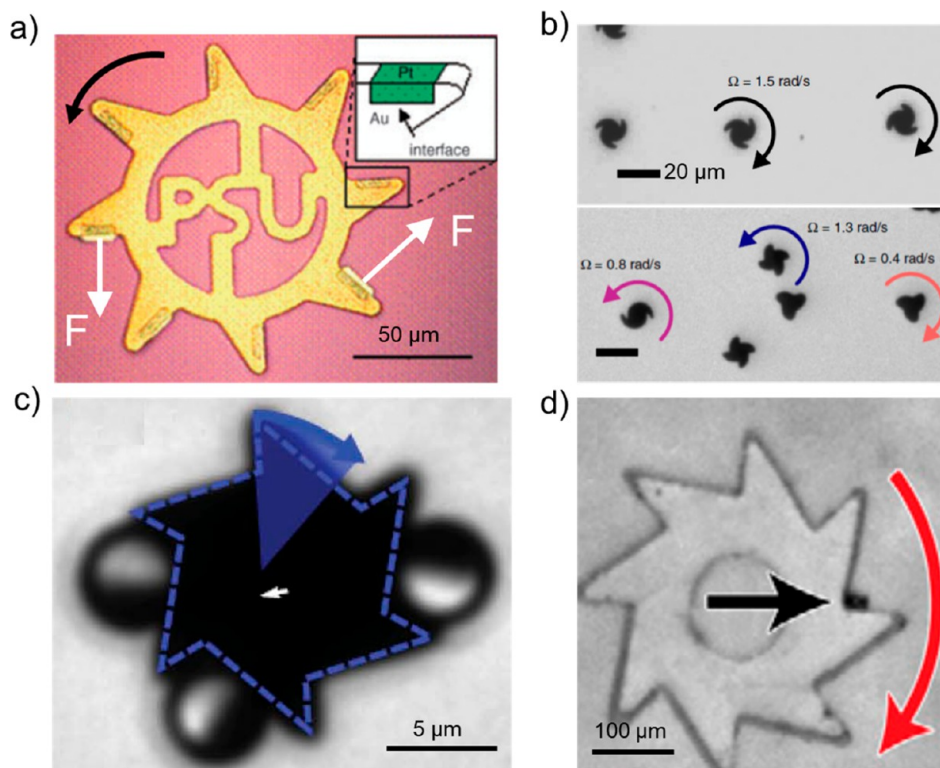 a)
Pt
Au
interface
PSU
F
F
50 µm
b)
Ω = 1.5 rad/s
20 µm
Ω = 1.3 rad/s
Ω = 0.8 rad/s
Ω = 0.4 rad/s
c)
5 µm
d)
100 µm